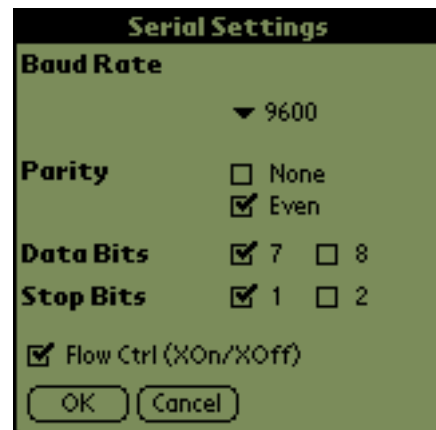 Serial Settings
Baud Rate
9600
Parity
None
Even
Data Bits 7 8
Stop Bits 1 2
Flow Ctrl (XOn/XOff)
OK Cancel